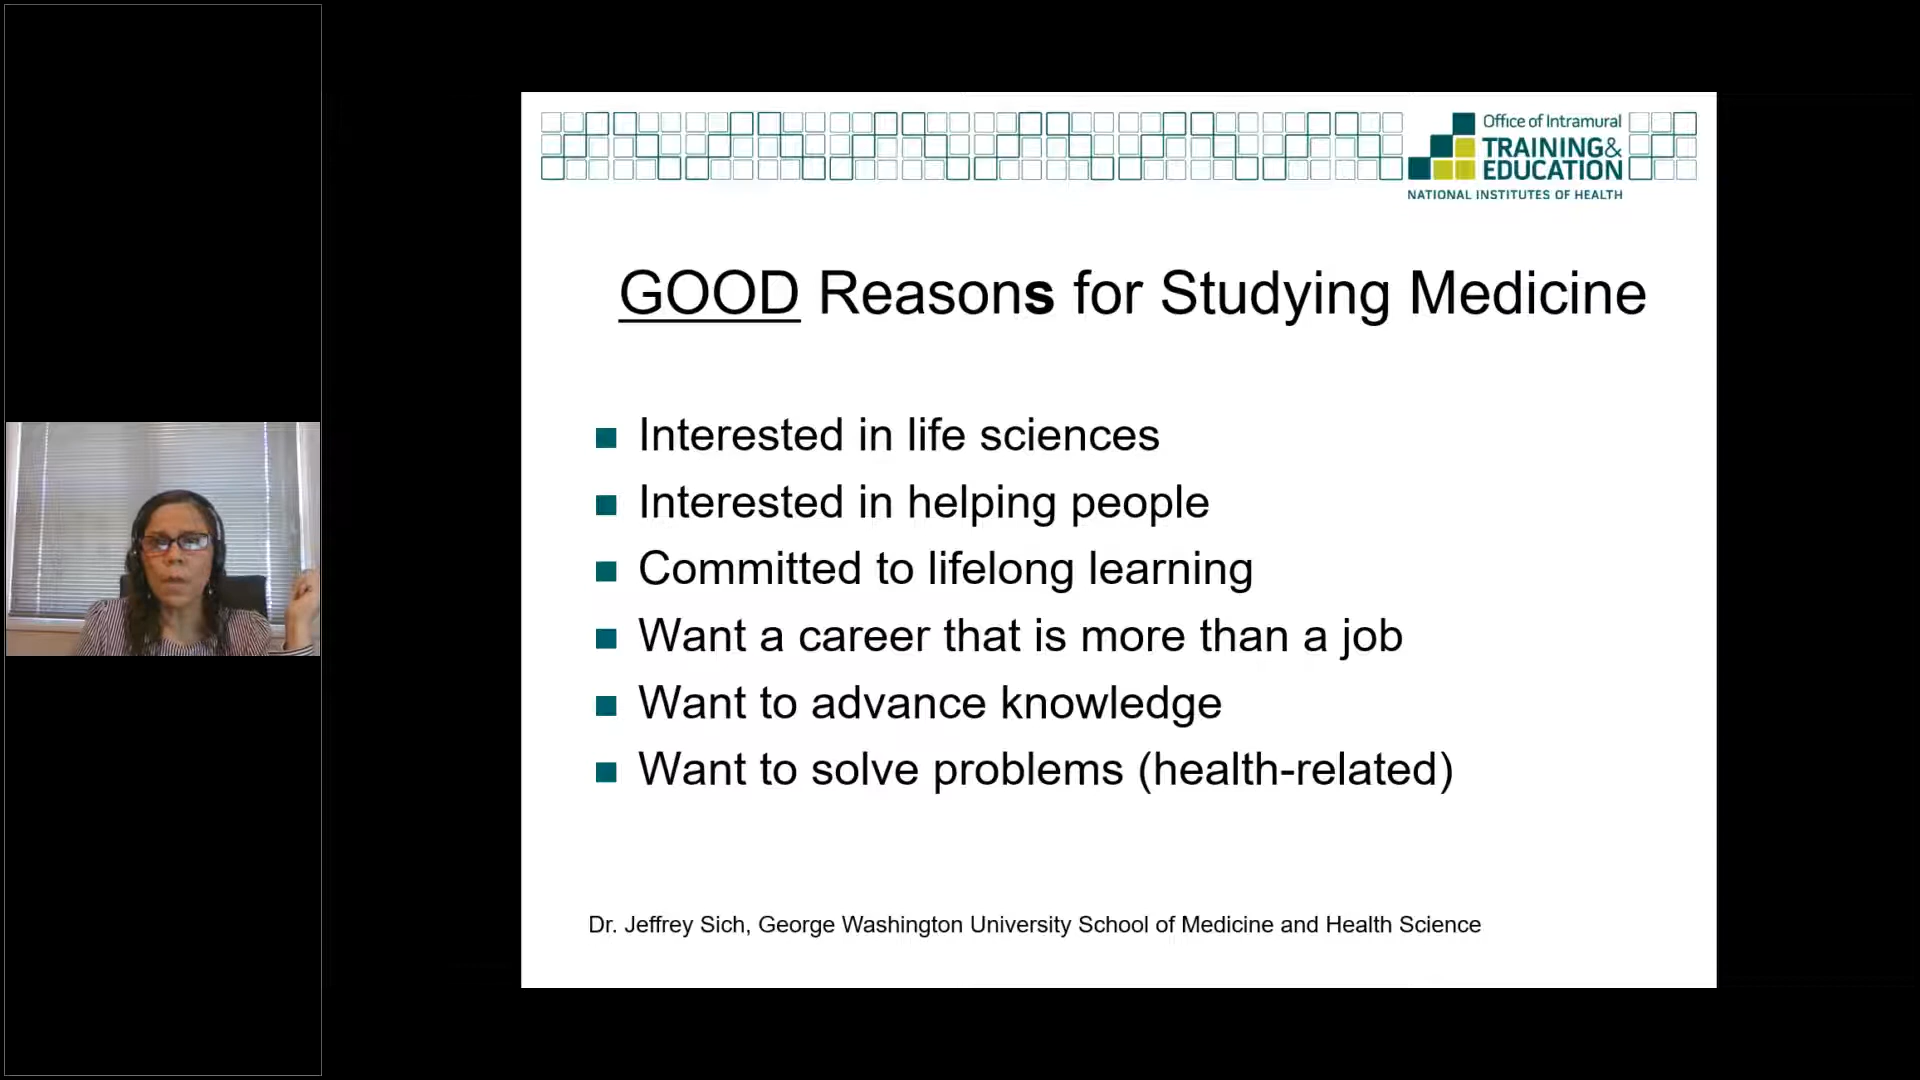 Office of Intramural
TRAINING&
EDUCATION
NATIONAL INSTITUTES OF HEALTH
GOOD Reasons for Studying Medicine
Interested in life sciences
Interested in helping people
Committed to lifelong learning
Want a career that is more than a job
Want to advance knowledge
Want to solve problems (health-related)
Dr. Jeffrey Sich, George Washington University School of Medicine and Health Science